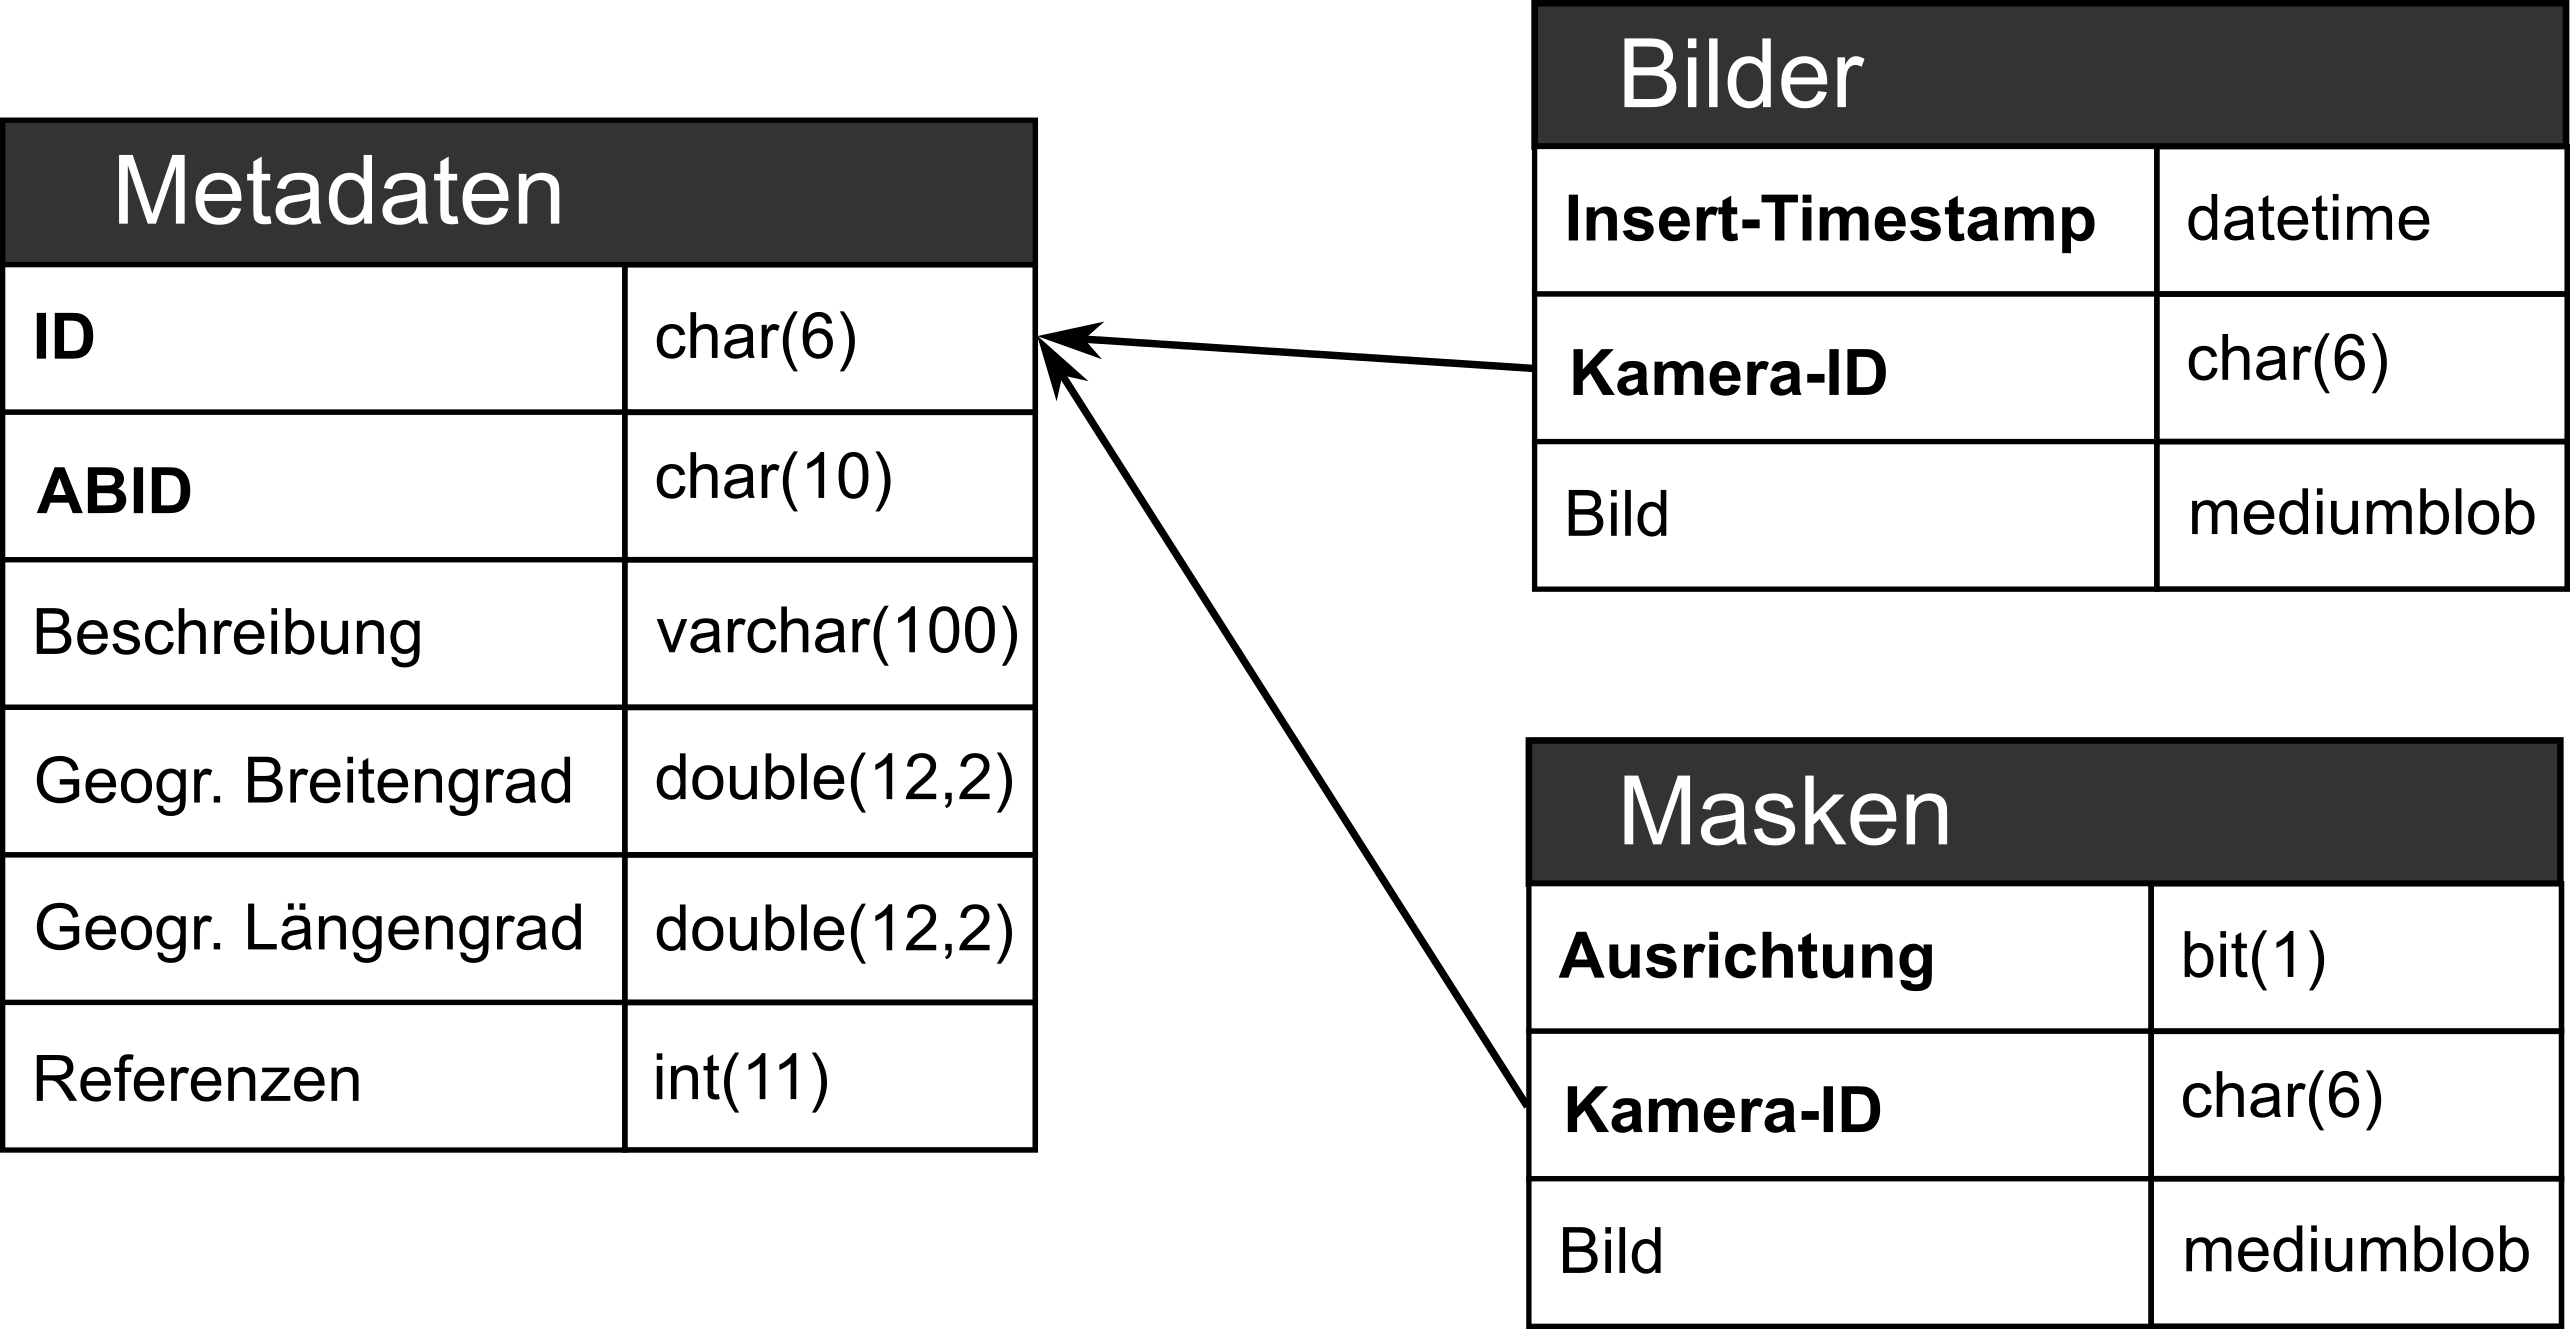 Metadaten
ID char(6)
ABID char(10)
Beschreibung varchar(100)
Geogr. Breitengrad double(12,2)
Geogr. Längengrad double(12,2)
Referenzen int(11)
Bilder
Insert-Timestamp datetime
Kamera-ID char(6)
Bild mediumblob
Masken
Ausrichtung bit(1)
Kamera-ID char(6)
Bild mediumblob